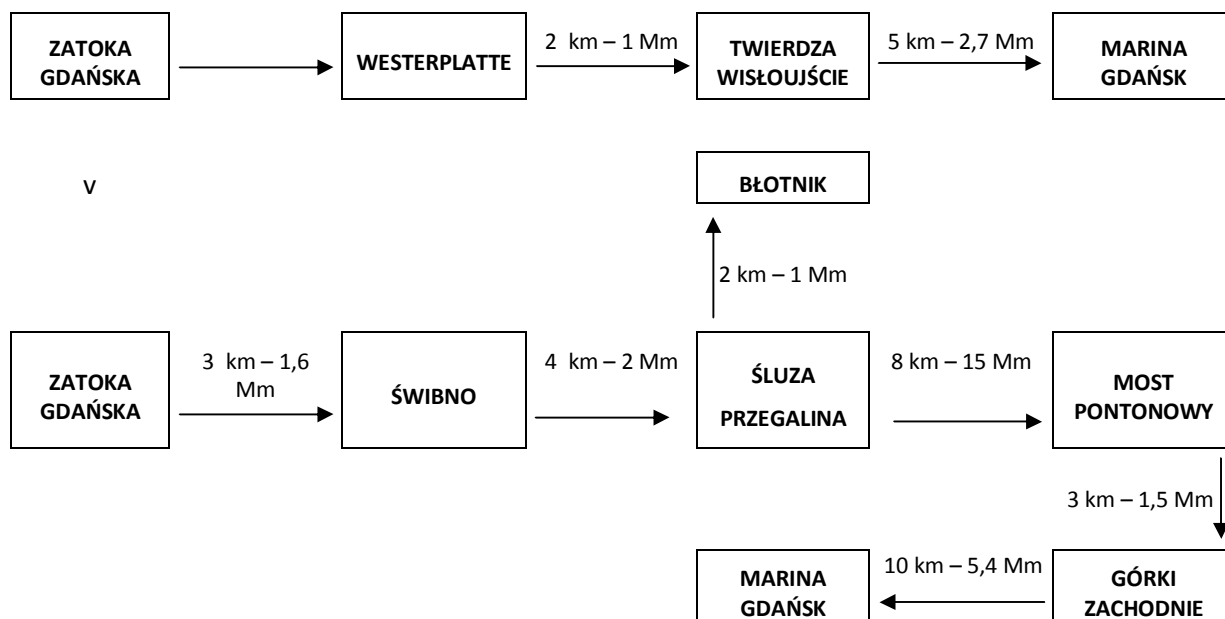 ZATOKA
GDAŃSKA
WESTERPLATTE
2 km – 1 Mm
TWIERDZA
WISŁOUJŚCIE
5 km – 2,7 Mm
MARINA
GDAŃSK
v
BŁOTNIK
2 km – 1 Mm
ZATOKA
GDAŃSKA
3 km – 1,6
Mm
ŚWIBNO
4 km – 2 Mm
ŚLUZA
PRZEGALINA
8 km – 15 Mm
MOST
PONTONOWY
3 km – 1,5 Mm
MARINA
GDAŃSK
10 km – 5,4 Mm
GÓRKI
ZACHODNIE